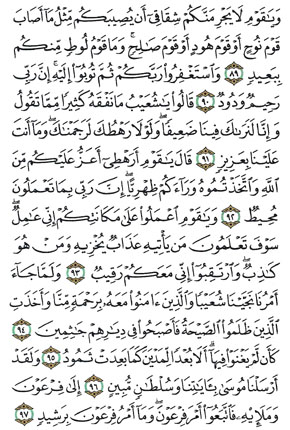 وَيَٰقَوْمِ لَا يَجْرِمَنَّكُمْ شِقَاقِىٓ أَن يُصِيبَكُم مِّثْلُ مَآ أَصَابَ
قَوْمَ نُوحٍ أَوْ قَوْمَ هُودٍ أَوْ قَوْمَ صَٰلِحٍ ۚ وَمَا قَوْمُ لُوطٍ مِّنكُم
بِبَعِيدٍ ٨٩ وَٱسْتَغْفِرُوا۟ رَبَّكُمْ ثُمَّ تُوبُوٓا۟ إِلَيْهِ ۚ إِنَّ رَبِّى
رَحِيمٌ وَدُودٌ ٩٠ قَالُوا۟ يَٰشُعَيْبُ مَا نَفْقَهُ كَثِيرًا مِّمَّا تَقُولُ
وَإِنَّا لَنَرَىٰكَ فِينَا ضَعِيفًا ۖ وَلَوْلَا رَهْطُكَ لَرَجَمْنَٰكَ ۖ وَمَآ أَنتَ
عَلَيْنَا بِعَزِيزٍ ٩١ قَالَ يَٰقَوْمِ أَرَهْطِىٓ أَعَزُّ عَلَيْكُم مِّنَ
ٱللَّهِ وَٱتَّخَذْتُمُوهُ وَرَآءَكُمْ ظِهْرِيًّا ۖ إِنَّ رَبِّى بِمَا تَعْمَلُونَ
مُحِيطٌ ٩٢ وَيَٰقَوْمِ ٱعْمَلُوا۟ عَلَىٰ مَكَانَتِكُمْ إِنِّى عَٰمِلٌ ۖ
سَوْفَ تَعْلَمُونَ مَن يَأْتِيهِ عَذَابٌ يُخْزِيهِ وَمَنْ هُوَ
كَٰذِبٌ ۖ وَٱرْتَقِبُوٓا۟ إِنِّى مَعَكُمْ رَقِيبٌ ٩٣ وَلَمَّا جَآءَ
أَمْرُنَا نَجَّيْنَا شُعَيْبًا وَٱلَّذِينَ ءَامَنُوا۟ مَعَهُۥ بِرَحْمَةٍ مِّنَّا وَأَخَذَتِ
ٱلَّذِينَ ظَلَمُوا۟ ٱلصَّيْحَةُ فَأَصْبَحُوا۟ فِى دِيَٰرِهِمْ جَٰثِمِينَ ٩٤
كَأَن لَّمْ يَغْنَوْا۟ فِيهَآ ۗ أَلَا بُعْدًا لِّمَدْيَنَ كَمَا بَعِدَتْ ثَمُودُ ٩٥ وَلَقَدْ
أَرْسَلْنَا مُوسَىٰ بِـَٔايَٰتِنَا وَسُلْطَٰنٍ مُّبِينٍ ٩٦ إِلَىٰ فِرْعَوْنَ
وَمَلَإِي۟هِۦ فَٱتَّبَعُوٓا۟ أَمْرَ فِرْعَوْنَ ۖ وَمَآ أَمْرُ فِرْعَوْنَ بِرَشِيدٍ ٩٧